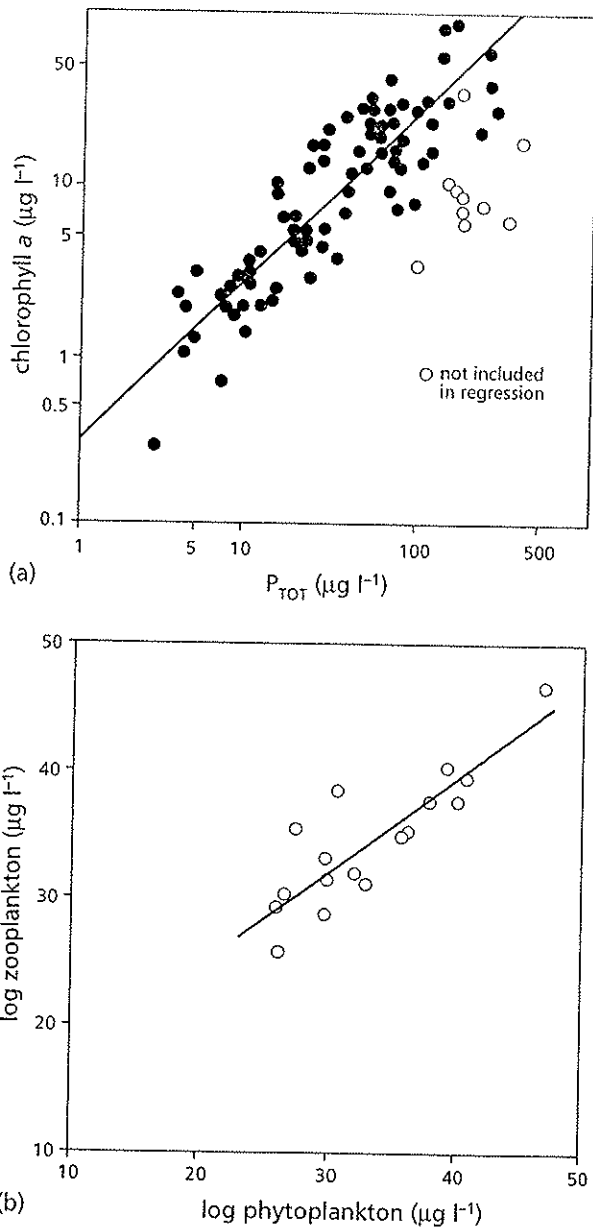 50
10
5
1
0.5
0.1
chlorophyll a (μg l⁻¹)
○ not included
in regression
1 5 10 100 500
P_TOT (μg l⁻¹)
(a)
50
40
30
20
10
log zooplankton (μg l⁻¹)
10 20 30 40 50
log phytoplankton (μg l⁻¹)
(b)